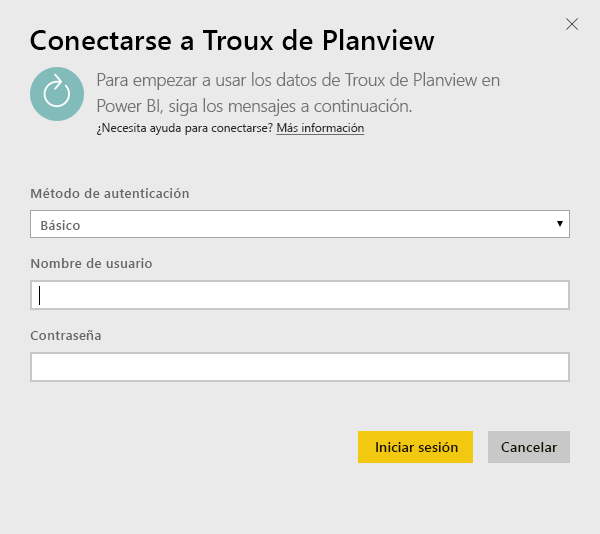 Conectarse a Troux de Planview
Para empezar a usar los datos de Troux de Planview en
Power BI, siga los mensajes a continuación.
¿Necesita ayuda para conectarse? Más información
Método de autenticación
Básico
Nombre de usuario
Contraseña
Iniciar sesión
Cancelar